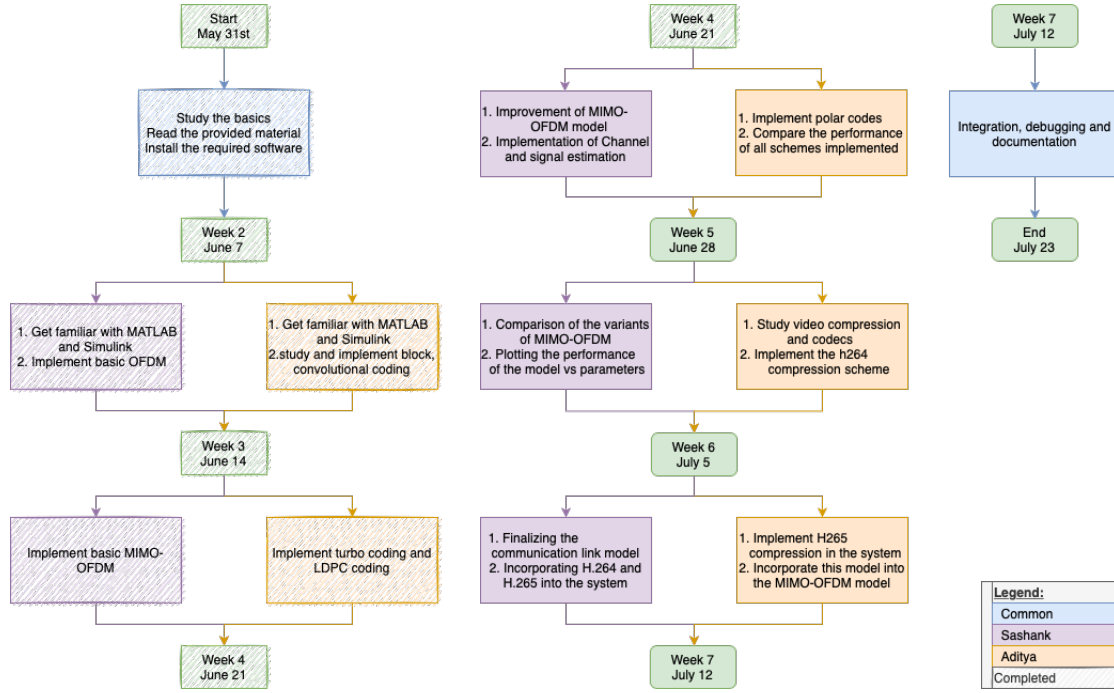 Start
May 31st
Study the basics
Read the provided material
Install the required software
Week 2
June 7
1. Get familiar with MATLAB
and Simulink
2. Implement basic OFDM
1. Get familiar with MATLAB
and Simulink
2.study and implement block,
convolutional coding
Week 3
June 14
Implement basic MIMO-
OFDM
Implement turbo coding and
LDPC coding
Week 4
June 21
Week 4
June 21
1. Improvement of MIMO-
OFDM model
2. Implementation of Channel
and signal estimation
1. Implement polar codes
2. Compare the performance
of all schemes implemented
Week 5
June 28
1. Comparison of the variants
of MIMO-OFDM
2. Plotting the performance
of the model vs parameters
1. Study video compression
and codecs
2. Implement the h264
compression scheme
Week 6
July 5
1. Finalizing the
communication link model
2. Incorporating H.264 and
H.265 into the system
1. Implement H265
compression in the system
2. Incorporate this model into
the MIMO-OFDM model
Week 7
July 12
Week 7
July 12
Integration, debugging and
documentation
End
July 23
Legend:
Common
Sashank
Aditya
Completed